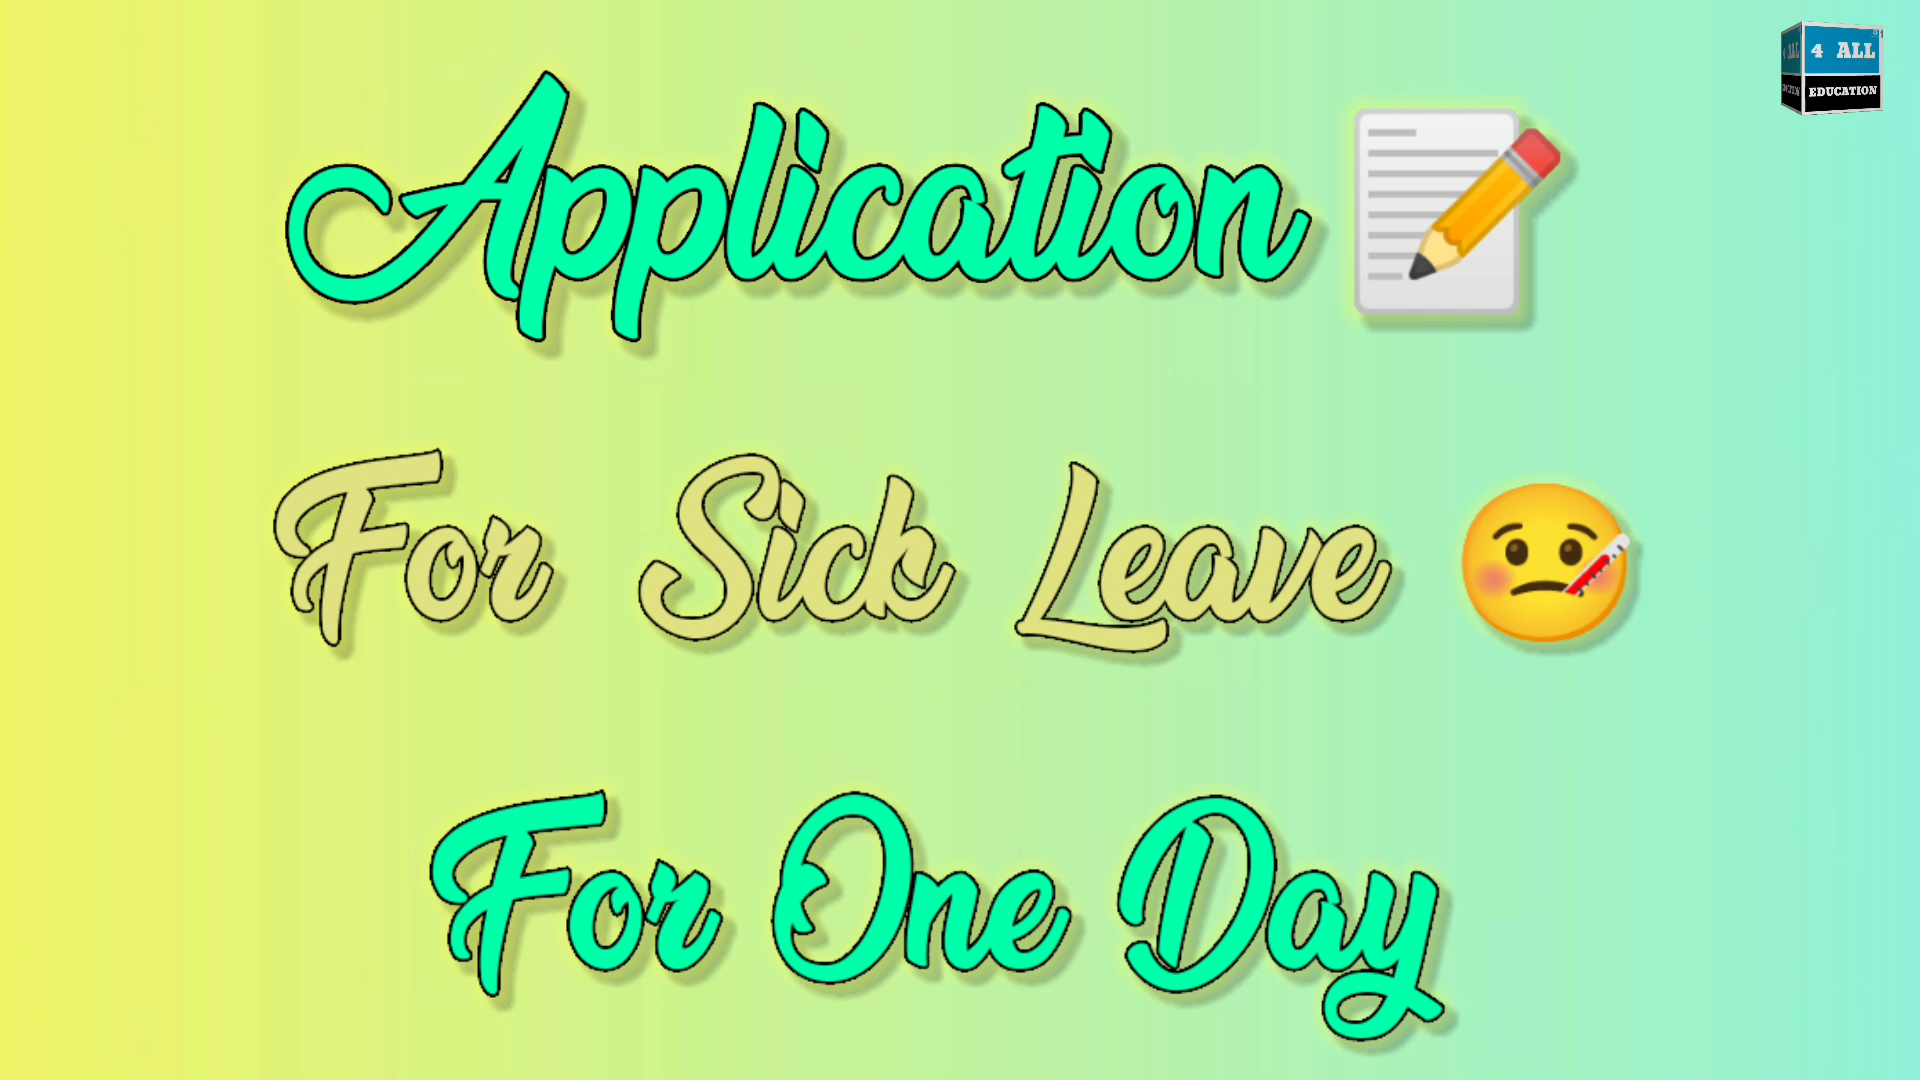 Application 📝
For Sick Leave 🤒
For One Day
4 ALL
EDUCATION